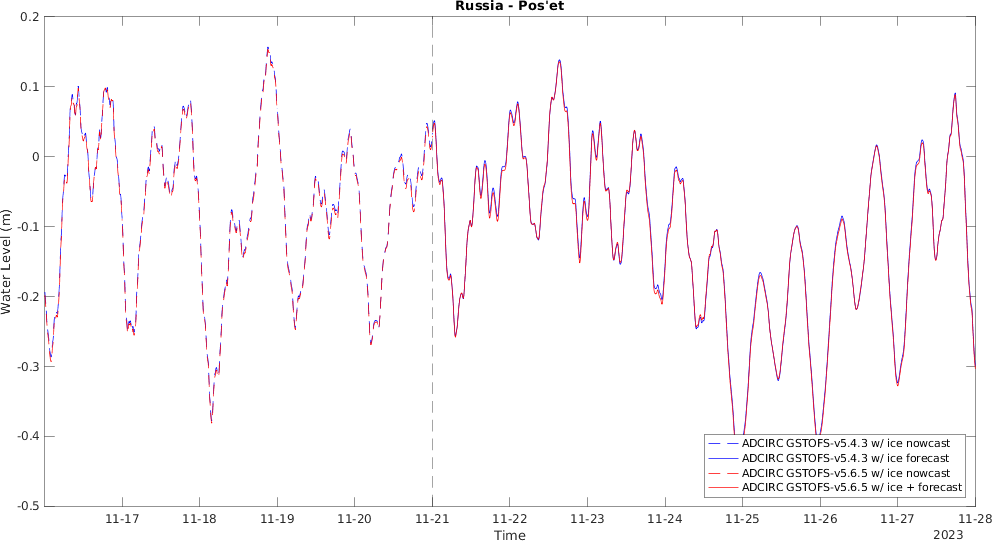 Russia - Pos'et
0.2
0.1
0
-0.1
-0.2
-0.3
-0.4
-0.5
Water Level (m)
ADCIRC GSTOFS-v5.4.3 w/ ice nowcast
ADCIRC GSTOFS-v5.4.3 w/ ice forecast
ADCIRC GSTOFS-v5.6.5 w/ ice nowcast
ADCIRC GSTOFS-v5.6.5 w/ ice + forecast
11-17 11-18 11-19 11-20 11-21 11-22 11-23 11-24 11-25 11-26 11-27 11-28
Time
2023